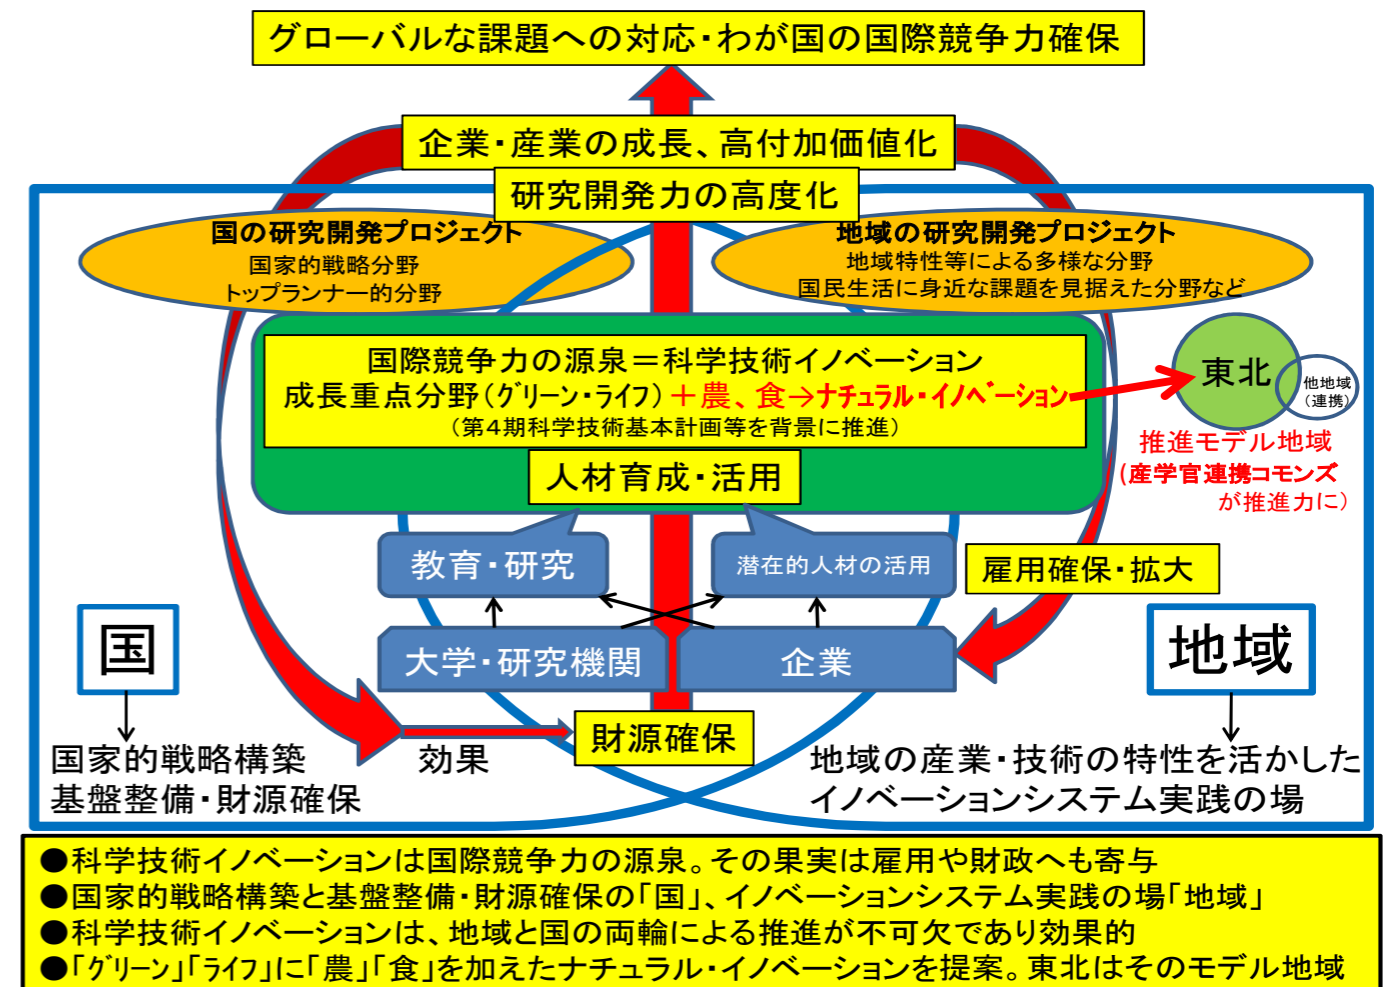 グローバルな課題への対応・わが国の国際競争力確保
企業・産業の成長、高付加価値化
研究開発力の高度化
国の研究開発プロジェクト
国家的戦略分野
トップランナー的分野
地域の研究開発プロジェクト
地域特性等による多様な分野
国民生活に身近な課題を見据えた分野など
国際競争力の源泉＝科学技術イノベーション
成長重点分野（グリーン・ライフ）＋農、食→ナチュラル・イノベーション
（第４期科学技術基本計画等を背景に推進）
人材育成・活用
東北
他地域
（連携）
推進モデル地域
（産学官連携コモンズ
が推進力に）
教育・研究
潜在的人材の活用
雇用確保・拡大
大学・研究機関
企業
国
地域
財源確保
効果
国家的戦略構築
基盤整備・財源確保
地域の産業・技術の特性を活かした
イノベーションシステム実践の場
●科学技術イノベーションは国際競争力の源泉。その果実は雇用や財政へも寄与
●国家的戦略構築と基盤整備・財源確保の「国」、イノベーションシステム実践の場「地域」
●科学技術イノベーションは、地域と国の両輪による推進が不可欠であり効果的
●「グリーン」「ライフ」に「農」「食」を加えたナチュラル・イノベーションを提案。東北はそのモデル地域